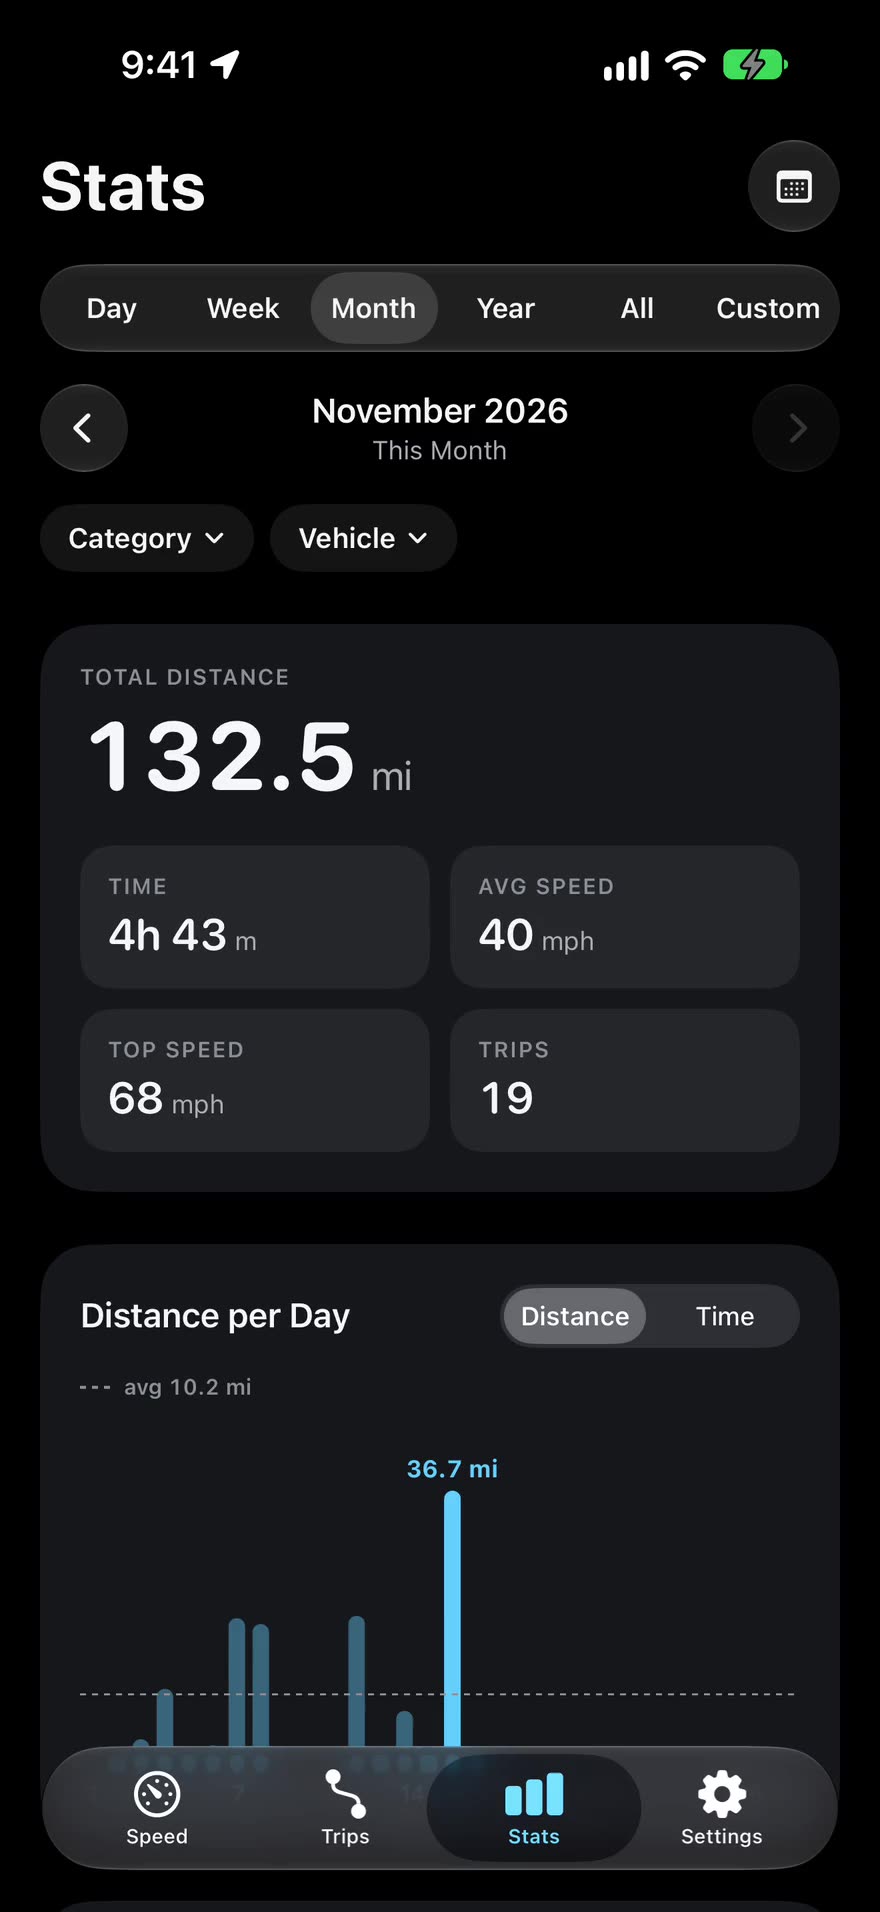 9:41
Stats
Day Week Month Year All Custom
November 2026
This Month
Category Vehicle
TOTAL DISTANCE
132.5 mi
TIME AVG SPEED
4h 43 m 40 mph
TOP SPEED TRIPS
68 mph 19
Distance per Day Distance Time
avg 10.2 mi
36.7 mi
7 14
Speed Trips Stats Settings